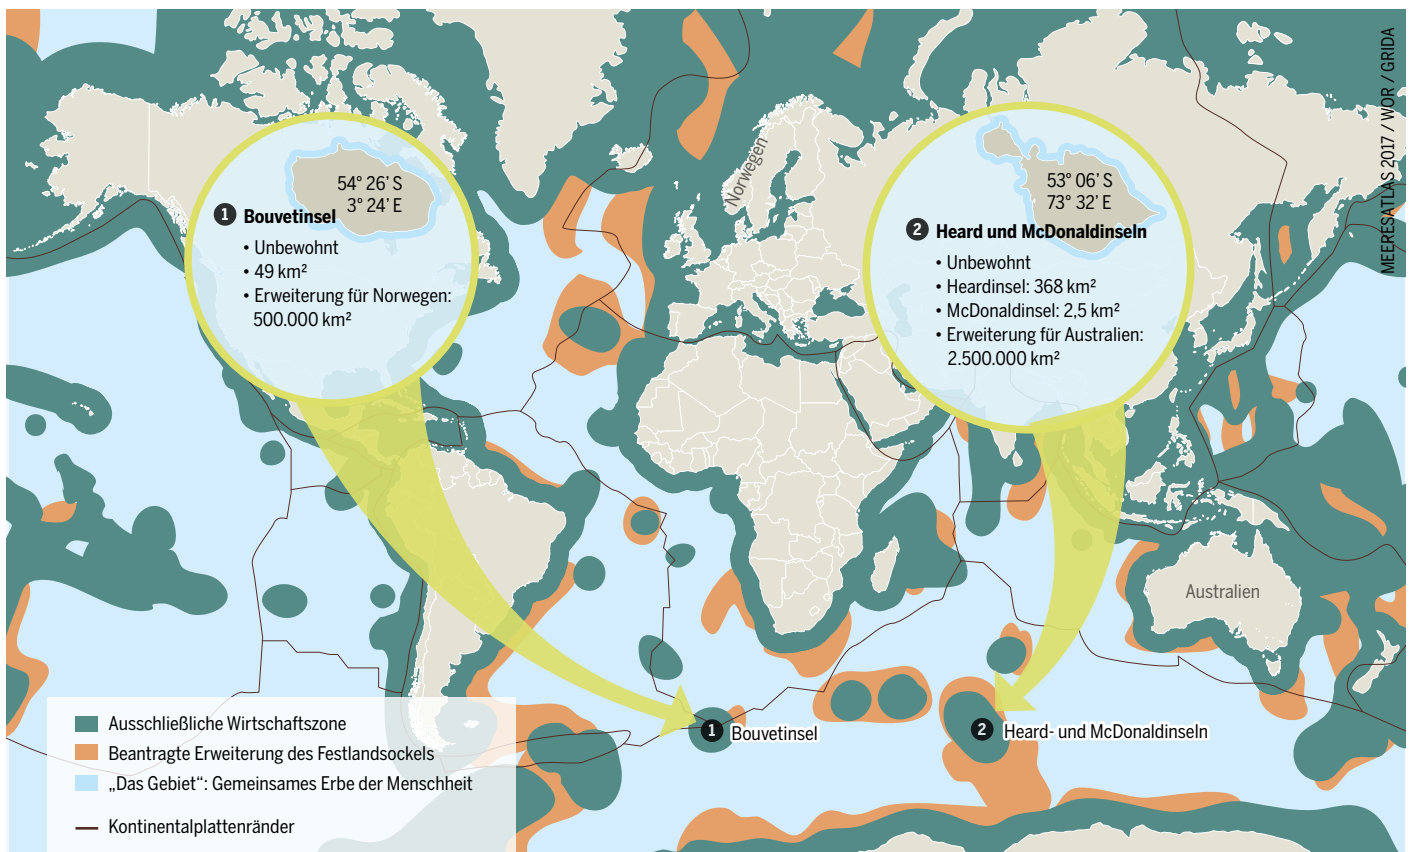 54° 26’ S
3° 24’ E
1 Bouvetinsel
• Unbewohnt
• 49 km²
• Erweiterung für Norwegen:
500.000 km²
Norwegen
53° 06’ S
73° 32’ E
2 Heard und McDonaldinseln
• Unbewohnt
• Heardinsel: 368 km²
• McDonaldinsel: 2,5 km²
• Erweiterung für Australien:
2.500.000 km²
MEERESATLAS 2017 / WOR / GRIDA
Australien
1 Bouvetinsel
2 Heard- und McDonaldinseln
Ausschließliche Wirtschaftszone
Beantragte Erweiterung des Festlandsockels
„Das Gebiet“: Gemeinsames Erbe der Menschheit
Kontinentalplattenränder